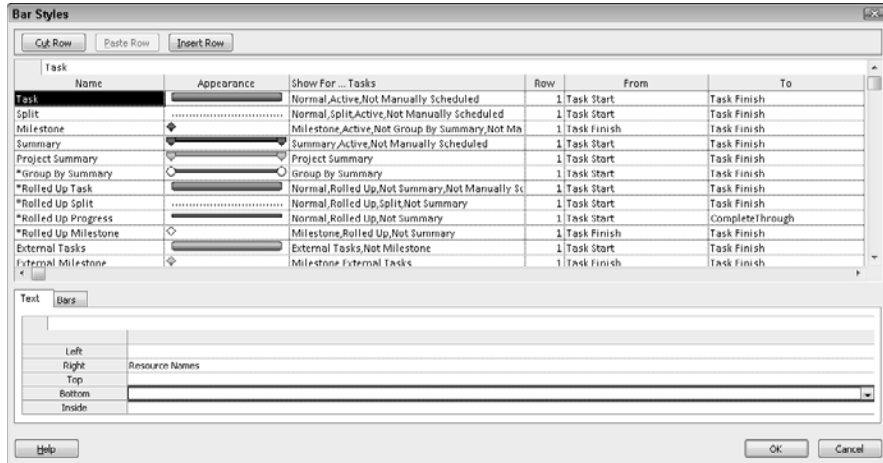 Bar Styles
Cut Row Paste Row Insert Row
Task
Name Appearance Show For ... Tasks Row From To
Task Normal,Active,Not Manually Scheduled 1 Task Start Task Finish
Split Normal,Split,Active,Not Manually Scheduled 1 Task Start Task Finish
Milestone Milestone,Active,Not Group By Summary,Not Ma 1 Task Finish Task Finish
Summary Summary,Active,Not Manually Scheduled 1 Task Start Task Finish
Project Summary Project Summary 1 Task Start Task Finish
*Group By Summary Group By Summary 1 Task Start Task Finish
*Rolled Up Task Normal,Rolled Up,Not Summary,Not Manually Sc 1 Task Start Task Finish
*Rolled Up Split Normal,Rolled Up,Split,Not Summary 1 Task Start Task Finish
*Rolled Up Progress Normal,Rolled Up,Not Summary 1 Task Start CompleteThrough
*Rolled Up Milestone Milestone,Rolled Up,Not Summary 1 Task Finish Task Finish
External Tasks External Tasks,Not Milestone 1 Task Start Task Finish
External Milestone Milestone External Tasks 1 Task Finish Task Finish
Text Bars
Left
Right Resource Names
Top
Bottom
Inside
Help OK Cancel